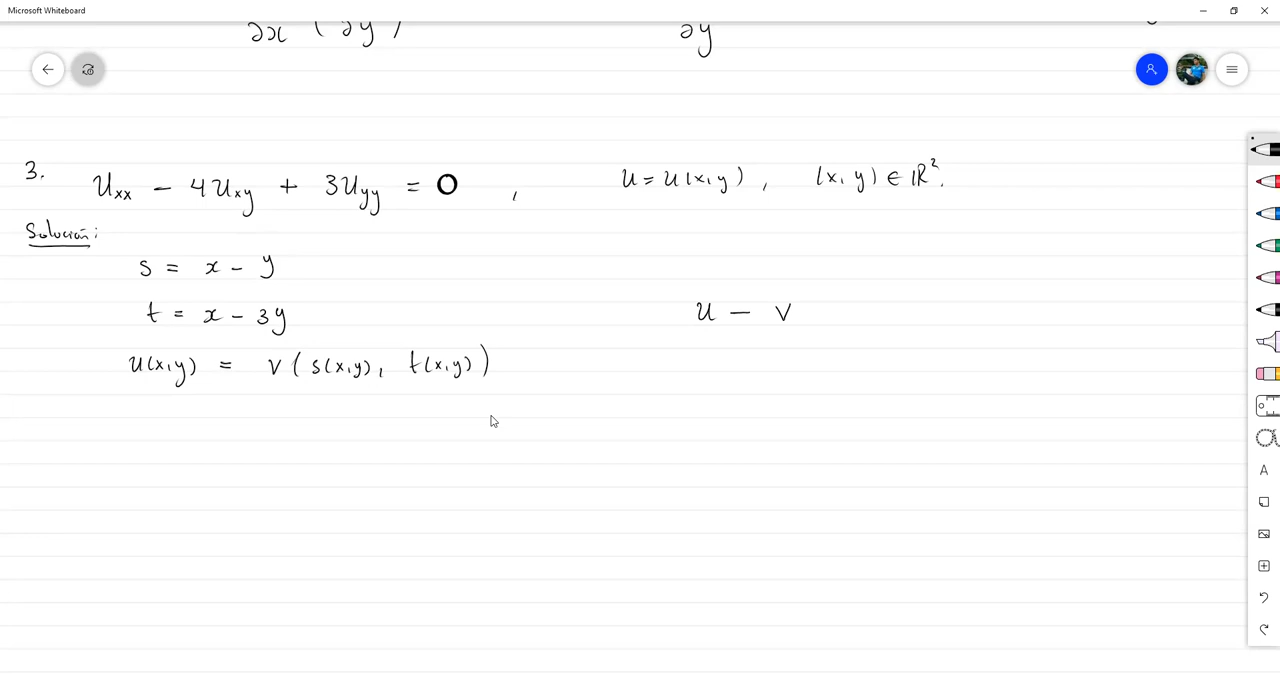 Microsoft Whiteboard
∂x (∂y) ∂y
3. Uxx - 4Uxy + 3Uyy = 0 , u = u(x,y), (x,y) ∈ ℝ².
Solución:
s = x - y
t = x - 3y
u — v
u(x,y) = v(s(x,y), t(x,y))
A